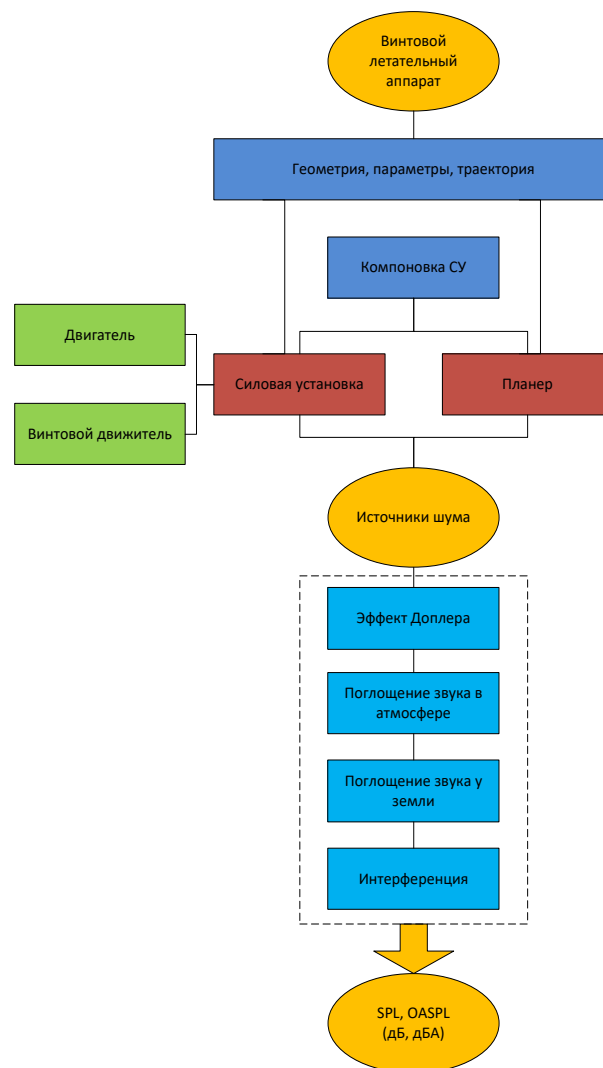 Винтовой
летательный
аппарат
Геометрия, параметры, траектория
Компоновка СУ
Двигатель
Силовая установка
Планер
Винтовой движитель
Источники шума
Эффект Доплера
Поглощение звука в
атмосфере
Поглощение звука у
земли
Интерференция
SPL, OASPL
(дБ, дБА)